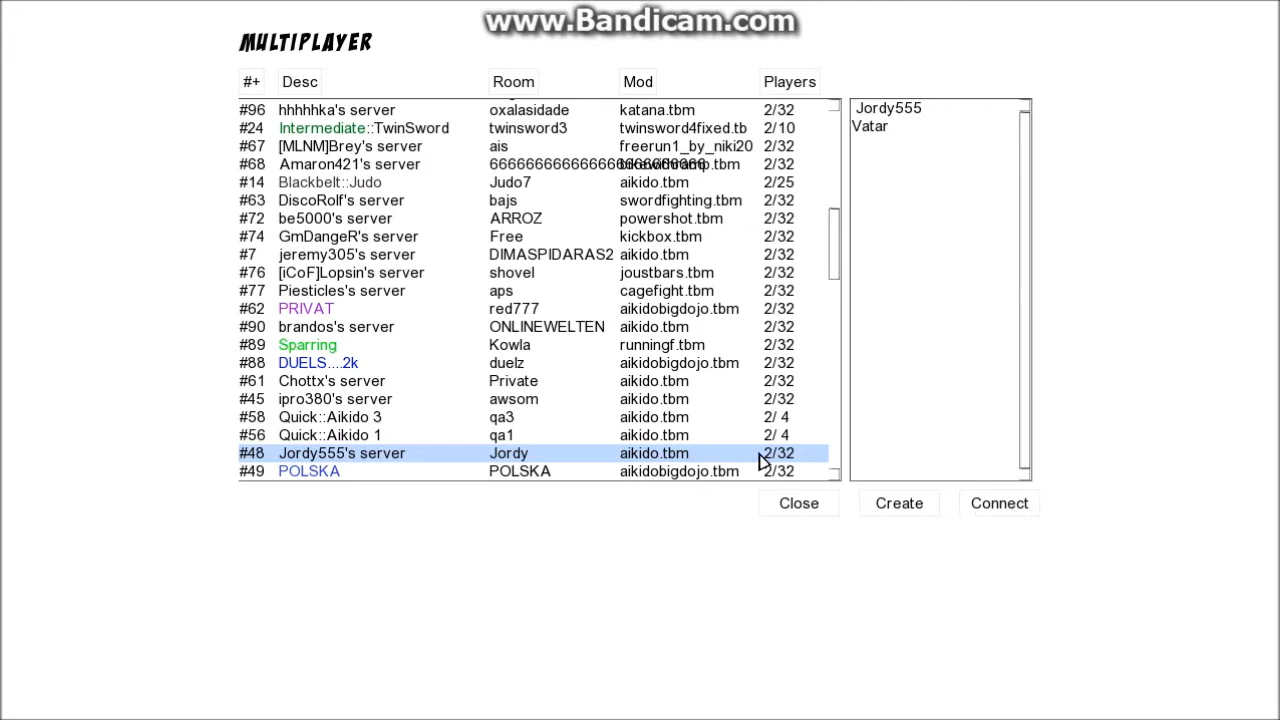 www.Bandicam.com
MULTIPLAYER
#+ Desc Room Mod Players
#96 hhhhhka's server oxalasidade katana.tbm 2/32 Jordy555
#24 Intermediate::TwinSword twinsword3 twinsword4fixed.tb 2/10 Vatar
#67 [MLNM]Brey's server ais freerun1_by_niki20 2/32
#68 Amaron421's server 2/32
#14 Blackbelt::Judo Judo7 aikido.tbm 2/25
#63 DiscoRolf's server bajs swordfighting.tbm 2/32
#72 be5000's server ARROZ powershot.tbm 2/32
#74 GmDangeR's server Free kickbox.tbm 2/32
#7 jeremy305's server DIMASPIDARAS2 aikido.tbm 2/32
#76 [iCoF]Lopsin's server shovel joustbars.tbm 2/32
#77 Piesticles's server aps cagefight.tbm 2/32
#62 PRIVAT red777 aikidobigdojo.tbm 2/32
#90 brandos's server ONLINEWELTEN aikido.tbm 2/32
#89 Sparring Kowla runningf.tbm 2/32
#88 DUELS....2k duelz aikidobigdojo.tbm 2/32
#61 Chottx's server Private aikido.tbm 2/32
#45 ipro380's server awsom aikido.tbm 2/32
#58 Quick::Aikido 3 qa3 aikido.tbm 2/ 4
#56 Quick::Aikido 1 qa1 aikido.tbm 2/ 4
#48 Jordy555's server Jordy aikido.tbm 2/32
#49 POLSKA POLSKA aikidobigdojo.tbm 2/32
Close Create Connect